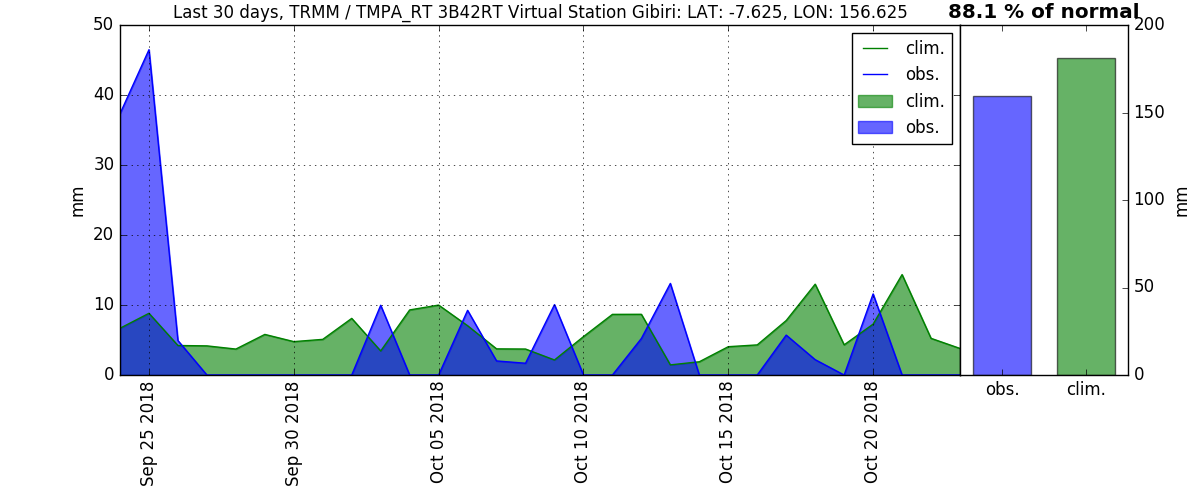 Last 30 days, TRMM / TMPA_RT 3B42RT Virtual Station Gibiri: LAT: -7.625, LON: 156.625
88.1 % of normal
50
40
30
20
10
0
mm
clim.
obs.
clim.
obs.
Sep 25 2018
Sep 30 2018
Oct 05 2018
Oct 10 2018
Oct 15 2018
Oct 20 2018
200
150
100
50
0
mm
obs.
clim.